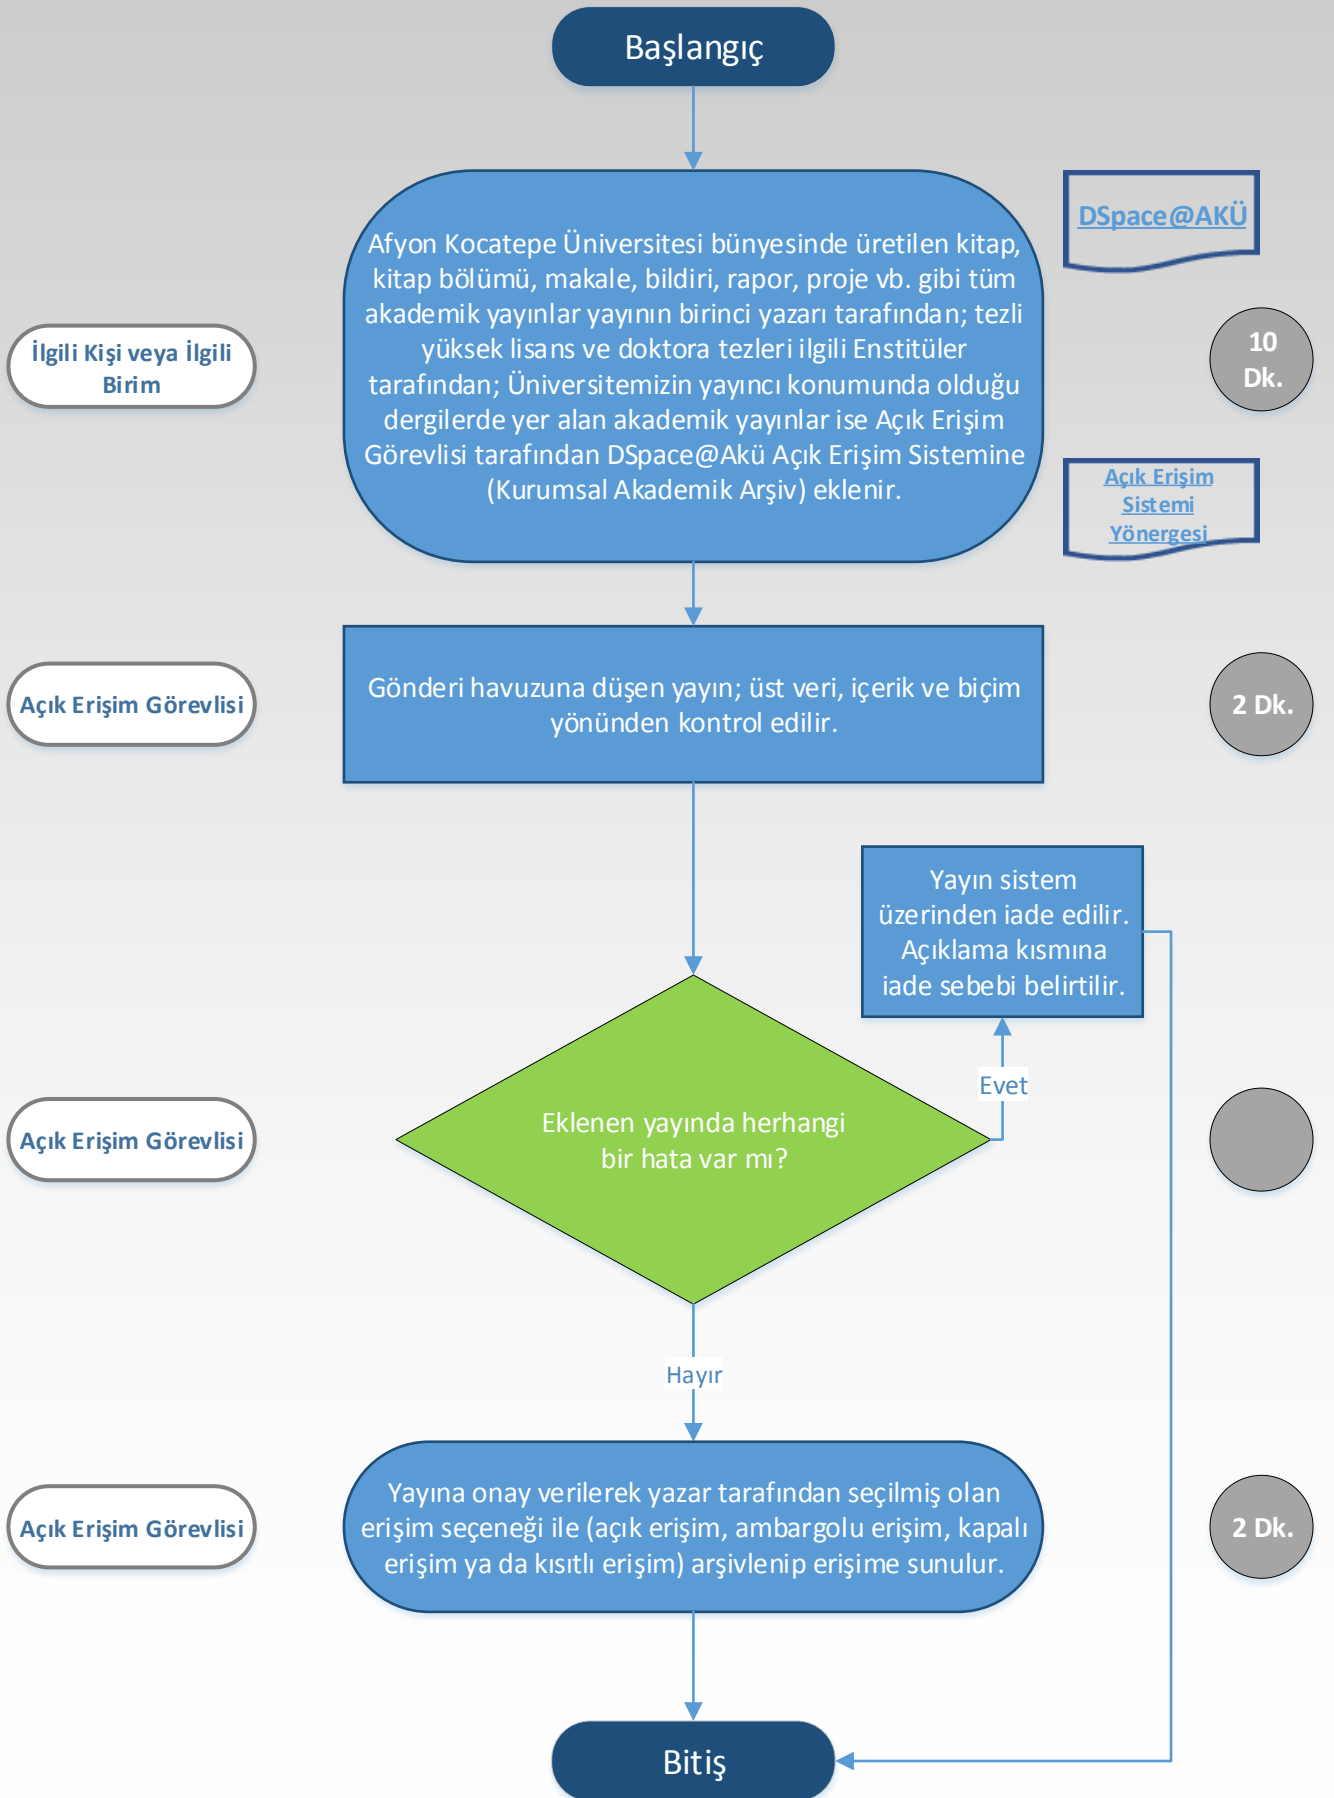 Başlangıç
DSpace@AKÜ
Afyon Kocatepe Üniversitesi bünyesinde üretilen kitap,
kitap bölümü, makale, bildiri, rapor, proje vb. gibi tüm
akademik yayınlar yayının birinci yazarı tarafından; tezli
yüksek lisans ve doktora tezleri ilgili Enstitüler
tarafından; Üniversitemizin yayıncı konumunda olduğu
dergilerde yer alan akademik yayınlar ise Açık Erişim
Görevlisi tarafından DSpace@Akü Açık Erişim Sistemine
(Kurumsal Akademik Arşiv) eklenir.
İlgili Kişi veya İlgili
Birim
10
Dk.
Açık Erişim
Sistemi
Yönergesi
Açık Erişim Görevlisi
Gönderi havuzuna düşen yayın; üst veri, içerik ve biçim
yönünden kontrol edilir.
2 Dk.
Yayın sistem
üzerinden iade edilir.
Açıklama kısmına
iade sebebi belirtilir.
Evet
Açık Erişim Görevlisi
Eklenen yayında herhangi
bir hata var mı?
Hayır
Açık Erişim Görevlisi
Yayına onay verilerek yazar tarafından seçilmiş olan
erişim seçeneği ile (açık erişim, ambargolu erişim, kapalı
erişim ya da kısıtlı erişim) arşivlenip erişime sunulur.
2 Dk.
Bitiş